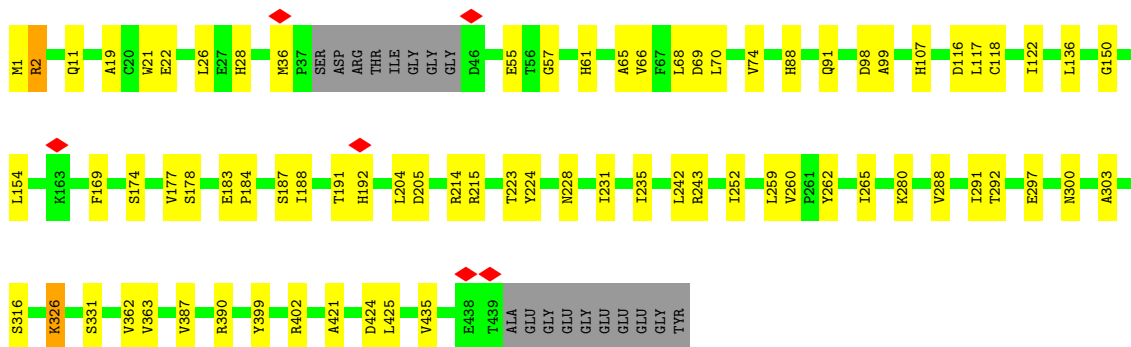 M1 R2 Q11 A19 C20 W21 E22 L26 E27 H28 M36 P37 SER ASP ARG THR ILE GLY GLY GLY D46 E55 T56 G57 H61 A65 V66 F67 L68 D69 L70 V74 H88 Q91 D98 A99 H107 D116 L117 C118 I122 L136 G150
L154 K163 F169 S174 V177 S178 E183 P184 S187 I188 T191 H192 L204 D205 R214 R215 T223 Y224 N228 I231 I235 L242 R243 I252 L259 V260 P261 Y262 I265 K280 V288 I291 T292 E297 N300 A303
S316 K326 S331 V362 V363 V387 R390 Y399 R402 A421 D424 L425 V435 E438 T439 ALA GLU GLY GLU GLY GLU GLU GLU GLY TYR